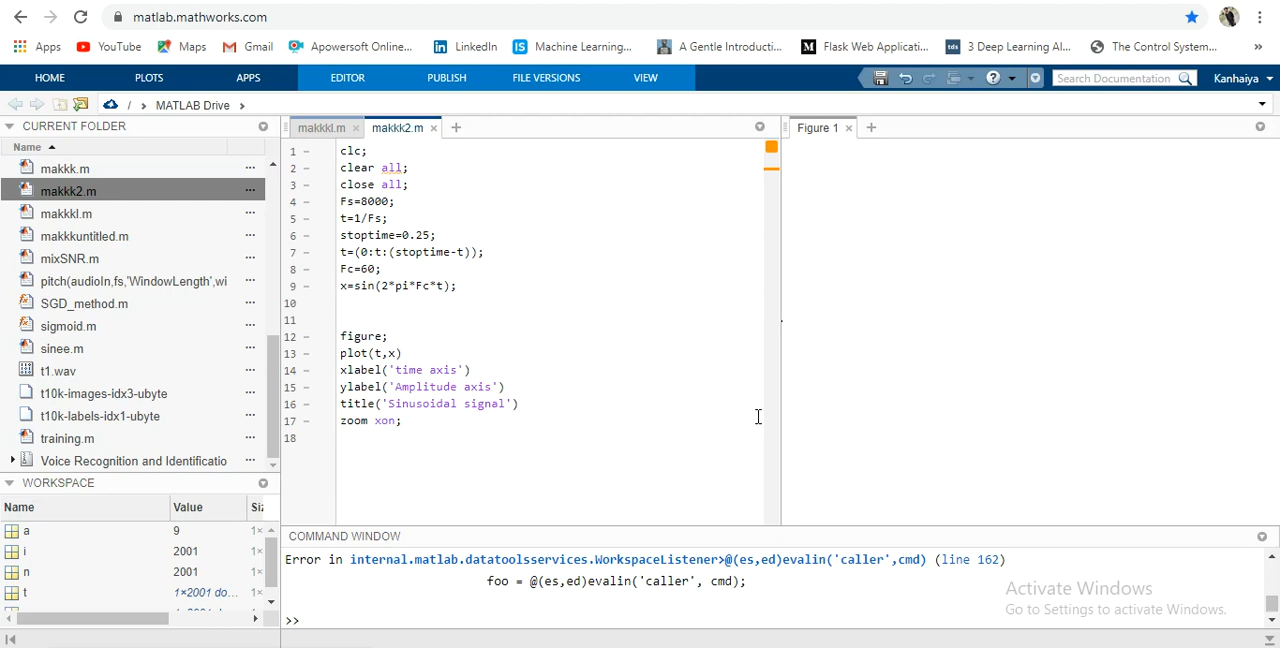 matlab.mathworks.com
Apps YouTube Maps Gmail Apowersoft Online... LinkedIn Machine Learning... A Gentle Introducti... Flask Web Applicati... 3 Deep Learning Al... The Control System... »
HOME PLOTS APPS EDITOR PUBLISH FILE VERSIONS VIEW Search Documentation Kanhaiya
/ › MATLAB Drive ›
CURRENT FOLDER
Name
makkk.m
makkk2.m
makkkl.m
makkkuntitled.m
mixSNR.m
pitch(audioIn,fs,'WindowLength',wi
SGD_method.m
sigmoid.m
sinee.m
t1.wav
t10k-images-idx3-ubyte
t10k-labels-idx1-ubyte
training.m
Voice Recognition and Identificatio
WORKSPACE
Name Value Siz
a 9 1×
i 2001 1×
n 2001 1×
t 1×2001 do... 1×
makkkl.m × makkk2.m × +
1 – clc;
2 – clear all;
3 – close all;
4 – Fs=8000;
5 – t=1/Fs;
6 – stoptime=0.25;
7 – t=(0:t:(stoptime-t));
8 – Fc=60;
9 – x=sin(2*pi*Fc*t);
10
11
12 – figure;
13 – plot(t,x)
14 – xlabel('time axis')
15 – ylabel('Amplitude axis')
16 – title('Sinusoidal signal')
17 – zoom xon;
18
Figure 1 × +
COMMAND WINDOW
Error in internal.matlab.datatoolsservices.WorkspaceListener>@(es,ed)evalin('caller',cmd) (line 162)
foo = @(es,ed)evalin('caller', cmd);
>>
Activate Windows
Go to Settings to activate Windows.